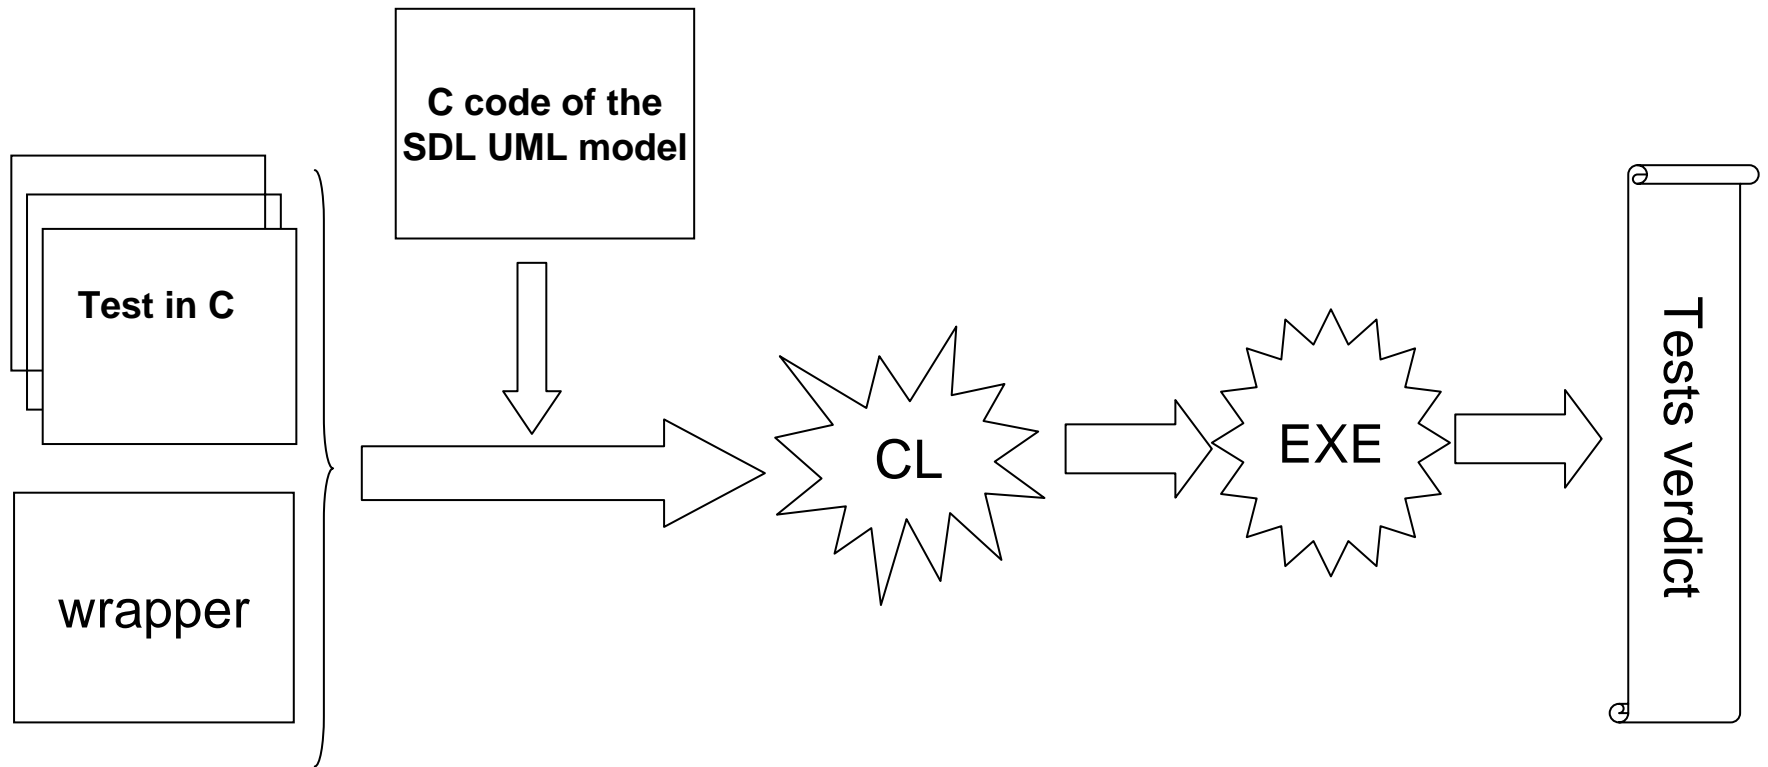 C code of the
SDL UML model
Test in C
wrapper
CL
EXE
Tests verdict